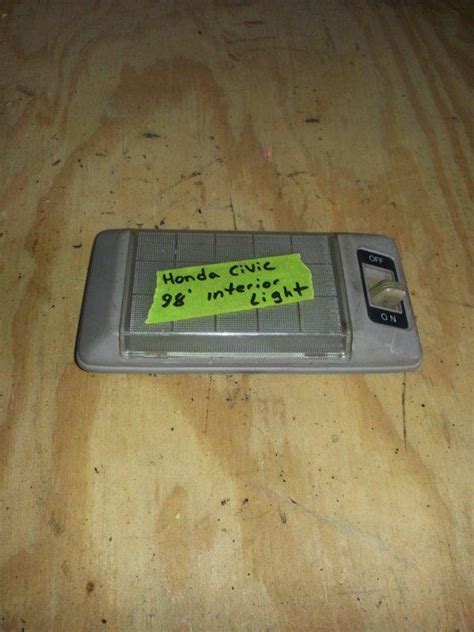 Honda Civic
98' interior
Light
OFF
ON